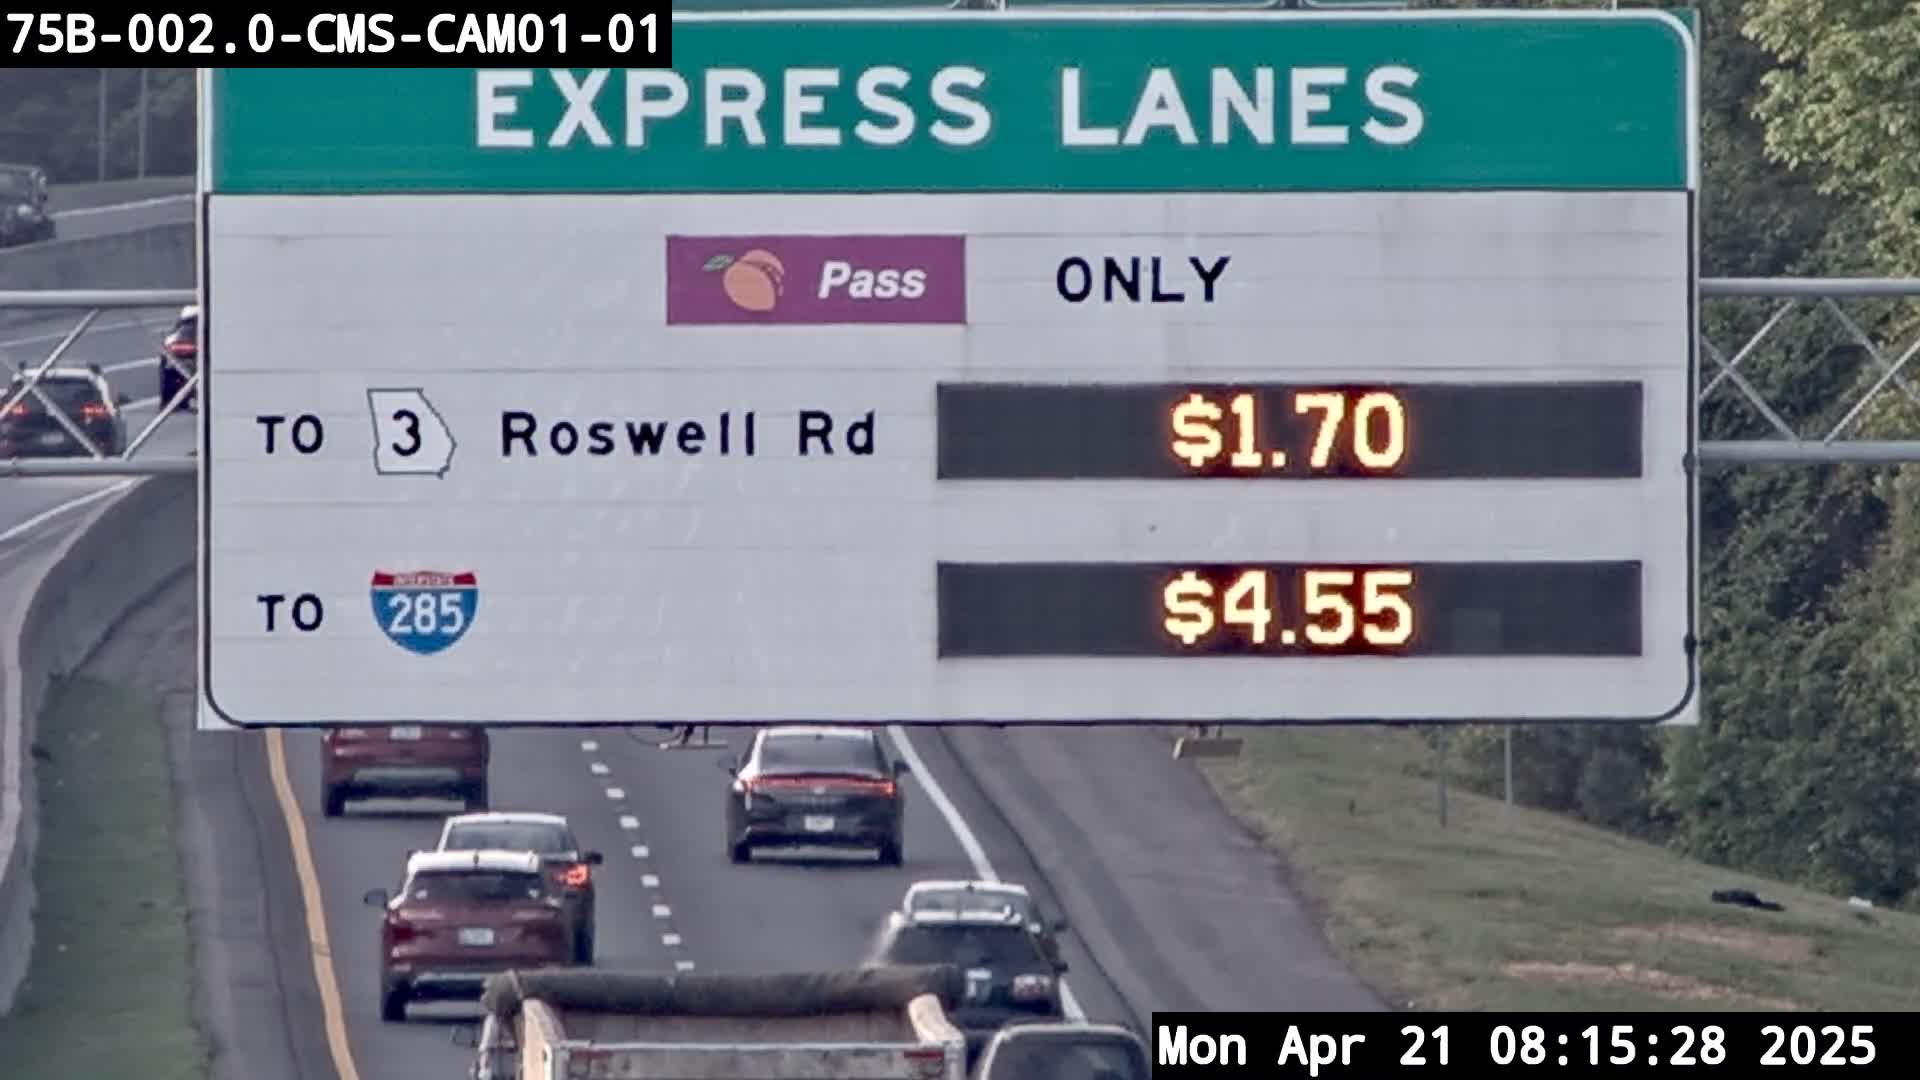 75B-002.0-CMS-CAM01-01
EXPRESS LANES
Pass ONLY
TO 3 Roswell Rd $1.70
INTERSTATE
TO 285 $4.55
Mon Apr 21 08:15:28 2025